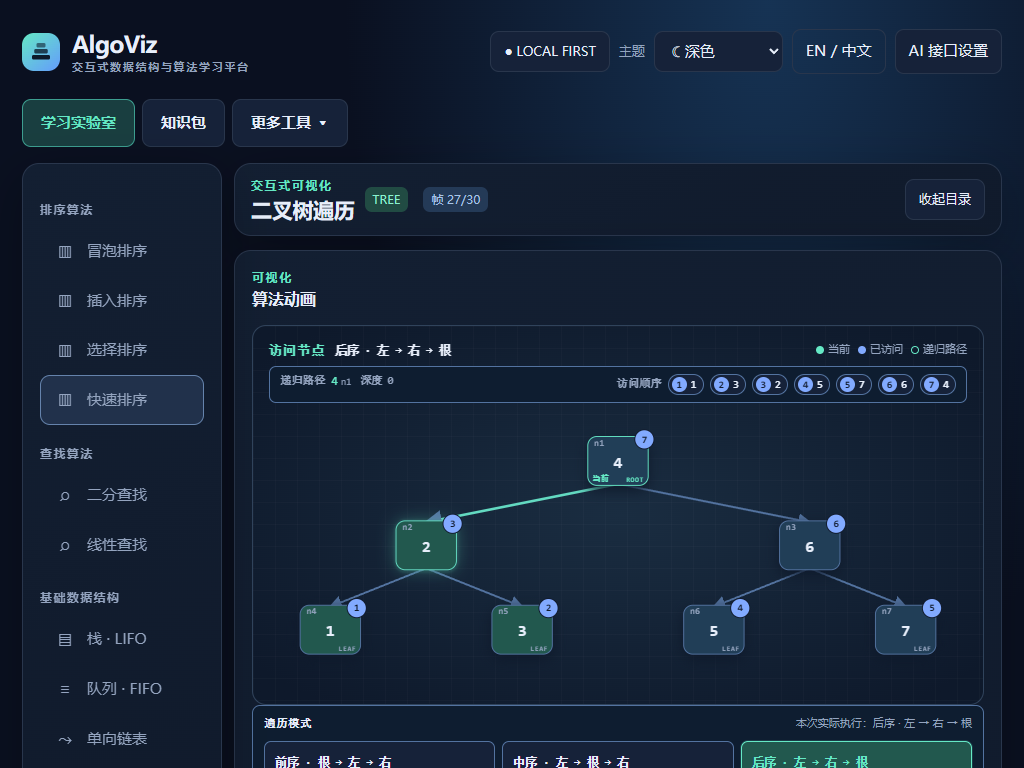 AlgoViz
交互式数据结构与算法学习平台
● LOCAL FIRST
主题
☾ 深色
EN / 中文
AI 接口设置
学习实验室
知识包
更多工具 ▾
排序算法
▥ 冒泡排序
▥ 插入排序
▥ 选择排序
▥ 快速排序
查找算法
⌕ 二分查找
⌕ 线性查找
基础数据结构
▤ 栈 · LIFO
≡ 队列 · FIFO
⤳ 单向链表
交互式可视化
二叉树遍历
TREE
帧 27/30
收起目录
可视化
算法动画
访问节点 后序 · 左 → 右 → 根
当前 已访问 递归路径
递归路径 4 n1 深度 0
访问顺序 1 1 2 3 3 2 4 5 5 7 6 6 7 4
n1 7
4
当前 ROOT
n2 3
2
n3 6
6
n4 1
1
LEAF
n5 2
3
LEAF
n6 4
5
LEAF
n7 5
7
LEAF
遍历模式
本次实际执行：后序 · 左 → 右 → 根
前序 · 根 → 左 → 右
中序 · 左 → 根 → 右
后序 · 左 → 右 → 根